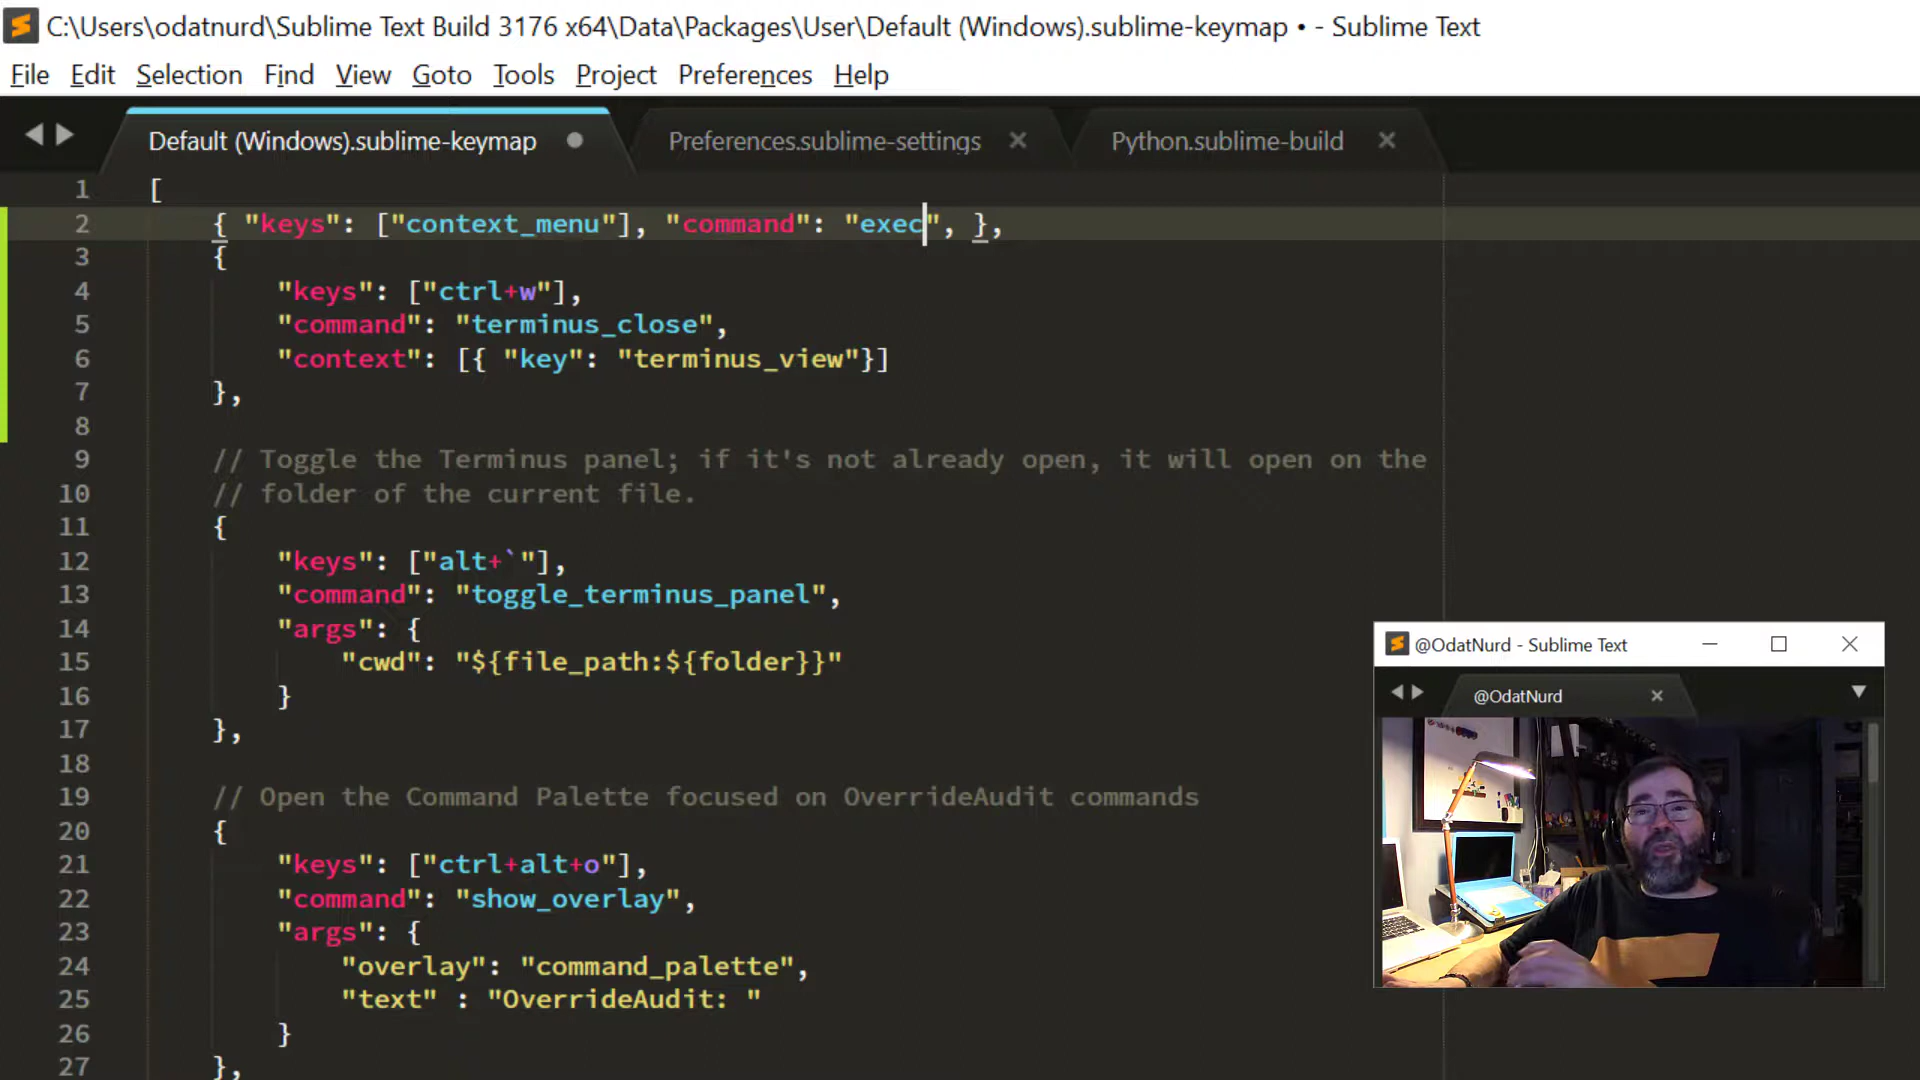 C:\Users\odatnurd\Sublime Text Build 3176 x64\Data\Packages\User\Default (Windows).sublime-keymap • - Sublime Text
File Edit Selection Find View Goto Tools Project Preferences Help
Default (Windows).sublime-keymap Preferences.sublime-settings Python.sublime-build
1 [
2 { "keys": ["context_menu"], "command": "exec", },
3 {
4 "keys": ["ctrl+w"],
5 "command": "terminus_close",
6 "context": [{ "key": "terminus_view"}]
7 },
8
9 // Toggle the Terminus panel; if it's not already open, it will open on the
10 // folder of the current file.
11 {
12 "keys": ["alt+`"],
13 "command": "toggle_terminus_panel",
14 "args": {
15 "cwd": "${file_path:${folder}}"
16 }
17 },
18
19 // Open the Command Palette focused on OverrideAudit commands
20 {
21 "keys": ["ctrl+alt+o"],
22 "command": "show_overlay",
23 "args": {
24 "overlay": "command_palette",
25 "text" : "OverrideAudit: "
26 }
27 },
@OdatNurd - Sublime Text
@OdatNurd